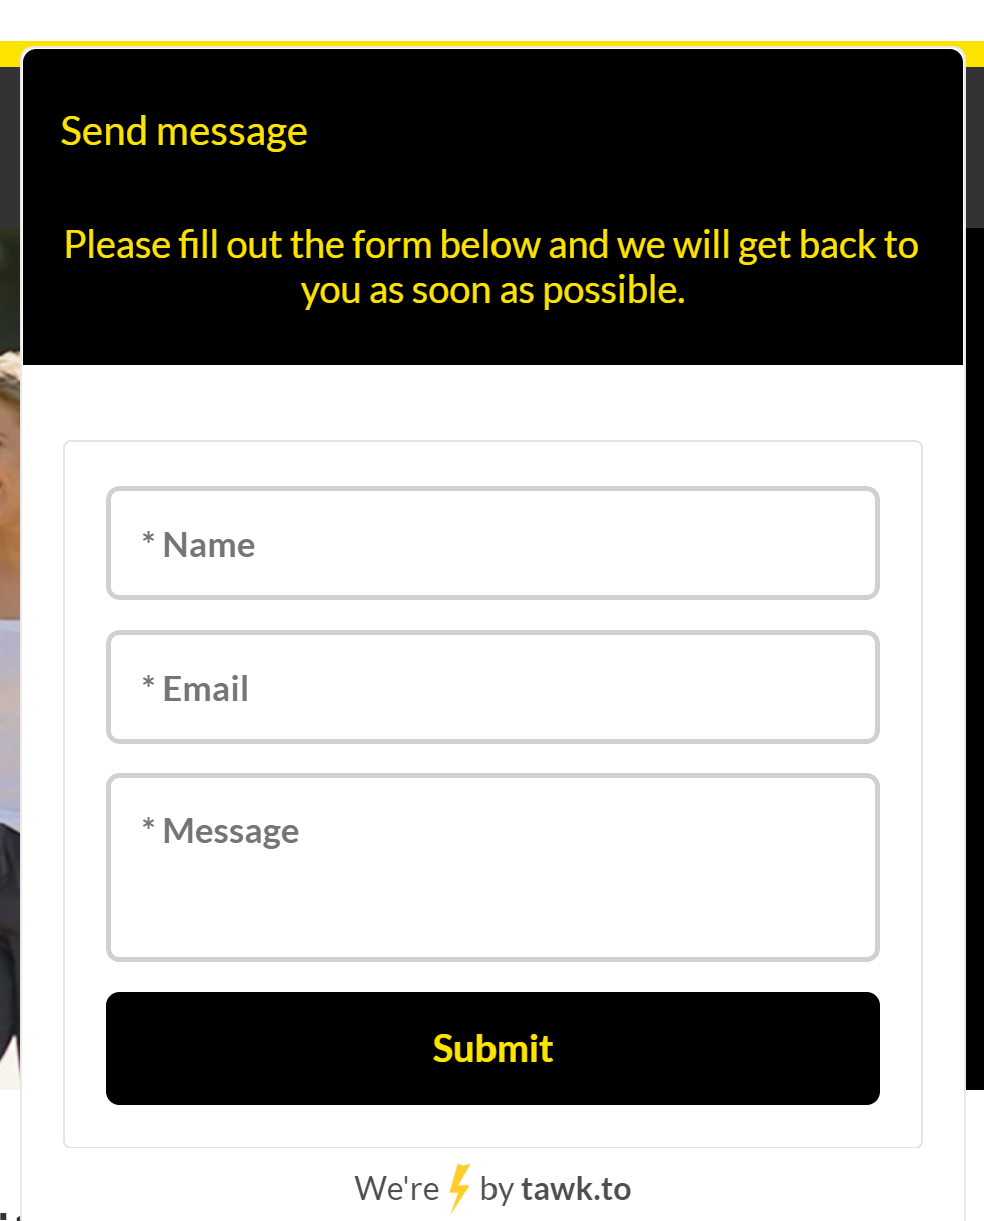 Send message
Please fill out the form below and we will get back to
you as soon as possible.
* Name
* Email
* Message
Submit
We're by tawk.to